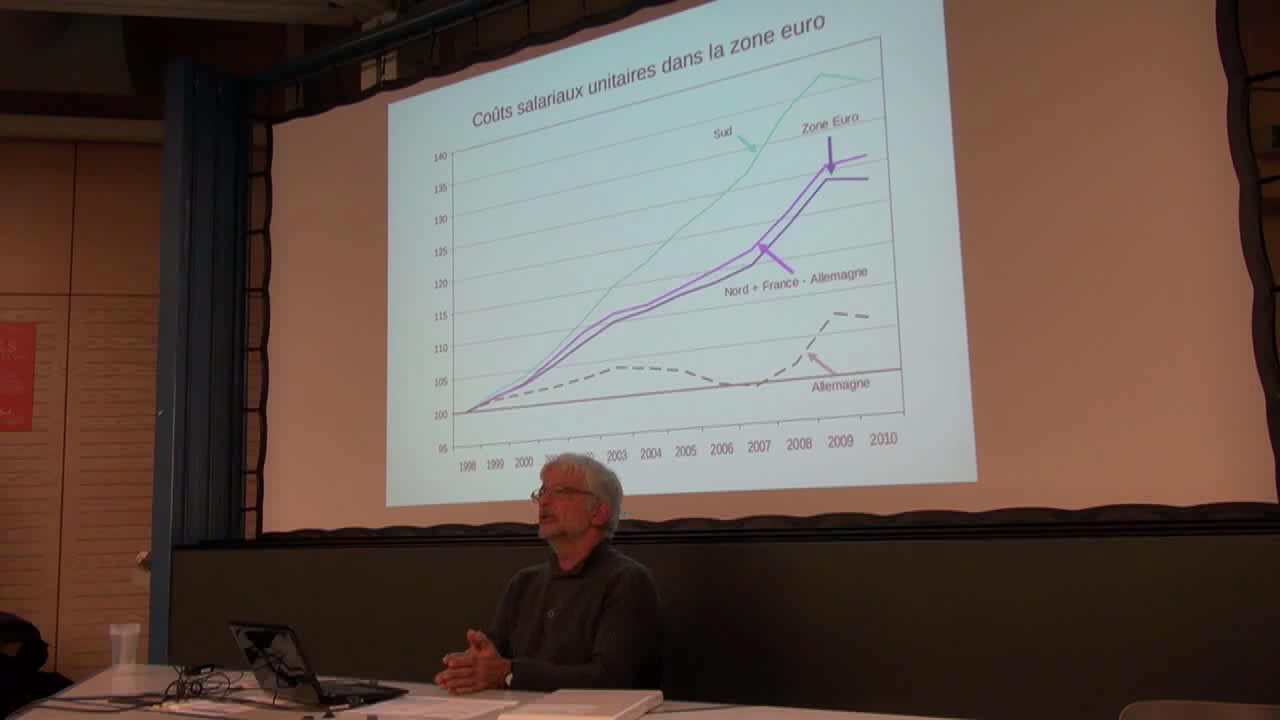 Coûts salariaux unitaires dans la zone euro
140
135
130
125
120
115
110
105
100
95
Sud
Zone Euro
Nord + France - Allemagne
Allemagne
1998 1999 2000 2003 2004 2005 2006 2007 2008 2009 2010